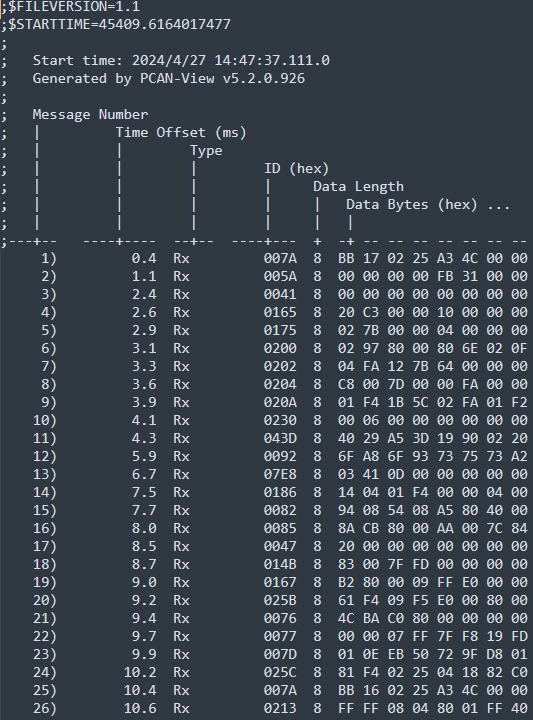 ;$FILEVERSION=1.1
;$STARTTIME=45409.6164017477
;
;   Start time: 2024/4/27 14:47:37.111.0
;   Generated by PCAN-View v5.2.0.926
;
;   Message Number
;   |         Time Offset (ms)
;   |         |        Type
;   |         |        |        ID (hex)
;   |         |        |        |     Data Length
;   |         |        |        |     |   Data Bytes (hex) ...
;   |         |        |        |     |   |
;---+--   ----+----  --+--  ----+---  +  -+ -- -- -- -- -- -- --
     1)         0.4  Rx         007A  8  BB 17 02 25 A3 4C 00 00
     2)         1.1  Rx         005A  8  00 00 00 00 FB 31 00 00
     3)         2.4  Rx         0041  8  00 00 00 00 00 00 00 00
     4)         2.6  Rx         0165  8  20 C3 00 00 10 00 00 00
     5)         2.9  Rx         0175  8  02 7B 00 00 04 00 00 00
     6)         3.1  Rx         0200  8  02 97 80 00 80 6E 02 0F
     7)         3.3  Rx         0202  8  04 FA 12 7B 64 00 00 00
     8)         3.6  Rx         0204  8  C8 00 7D 00 00 FA 00 00
     9)         3.9  Rx         020A  8  01 F4 1B 5C 02 FA 01 F2
    10)         4.1  Rx         0230  8  00 06 00 00 00 00 00 00
    11)         4.3  Rx         043D  8  40 29 A5 3D 19 90 02 20
    12)         5.9  Rx         0092  8  6F A8 6F 93 73 75 73 A2
    13)         6.7  Rx         07E8  8  03 41 0D 00 00 00 00 00
    14)         7.5  Rx         0186  8  14 04 01 F4 00 00 04 00
    15)         7.7  Rx         0082  8  94 08 54 08 A5 80 40 00
    16)         8.0  Rx         0085  8  8A CB 80 00 AA 00 7C 84
    17)         8.5  Rx         0047  8  20 00 00 00 00 00 00 00
    18)         8.7  Rx         014B  8  83 00 7F FD 00 00 00 00
    19)         9.0  Rx         0167  8  B2 80 00 09 FF E0 00 00
    20)         9.2  Rx         025B  8  61 F4 09 F5 E0 00 80 00
    21)         9.4  Rx         0076  8  4C BA C0 80 00 00 00 00
    22)         9.7  Rx         0077  8  00 00 07 FF 7F F8 19 FD
    23)         9.9  Rx         007D  8  01 0E EB 50 72 9F D8 01
    24)        10.2  Rx         025C  8  81 F4 02 25 04 18 82 C0
    25)        10.4  Rx         007A  8  BB 16 02 25 A3 4C 00 00
    26)        10.6  Rx         0213  8  FF FF 08 04 80 01 FF 40